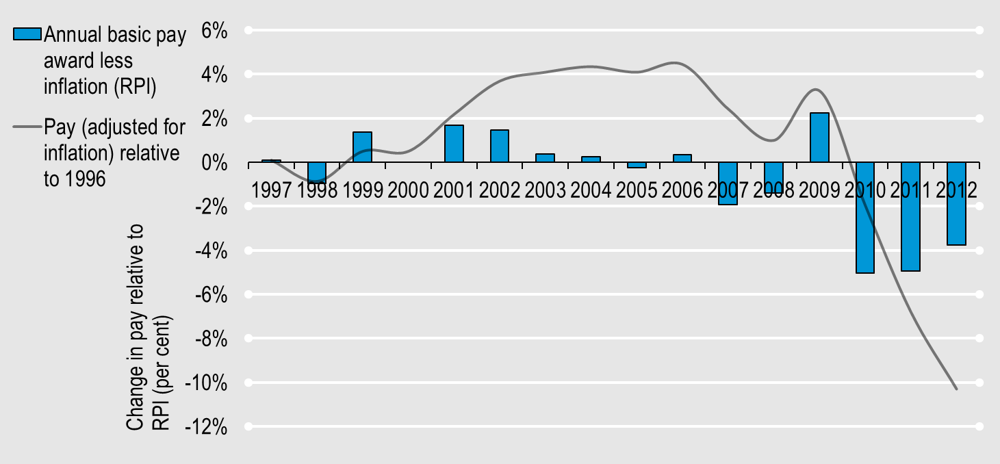 Annual basic pay
award less
inflation (RPI)
Pay (adjusted for
inflation) relative
to 1996
6%
4%
2%
0%
-2%
-4%
-6%
-8%
-10%
-12%
Change in pay relative to
RPI (per cent)
1997 1998 1999 2000 2001 2002 2003 2004 2005 2006 2007 2008 2009 2010 2011 2012